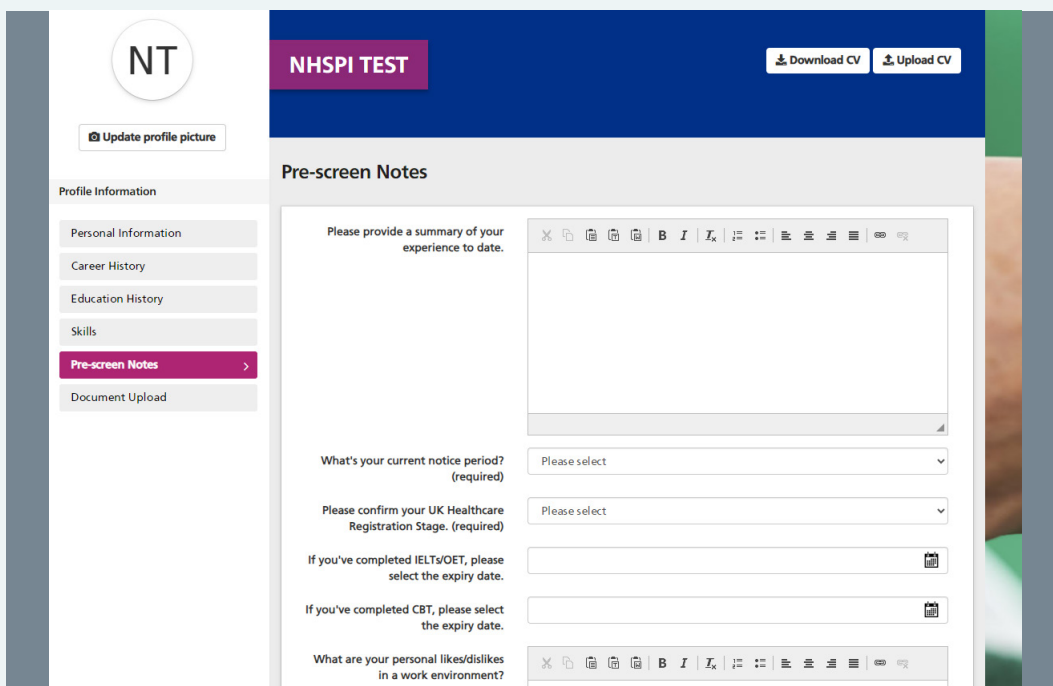 NT
Update profile picture
Profile Information
Personal Information
Career History
Education History
Skills
Pre-screen Notes
Document Upload
NHSPI TEST
Download CV
Upload CV
Pre-screen Notes
Please provide a summary of your
experience to date.
What's your current notice period?
(required)
Please select
Please confirm your UK Healthcare
Registration Stage. (required)
Please select
If you've completed IELTs/OET, please
select the expiry date.
If you've completed CBT, please select
the expiry date.
What are your personal likes/dislikes
in a work environment?